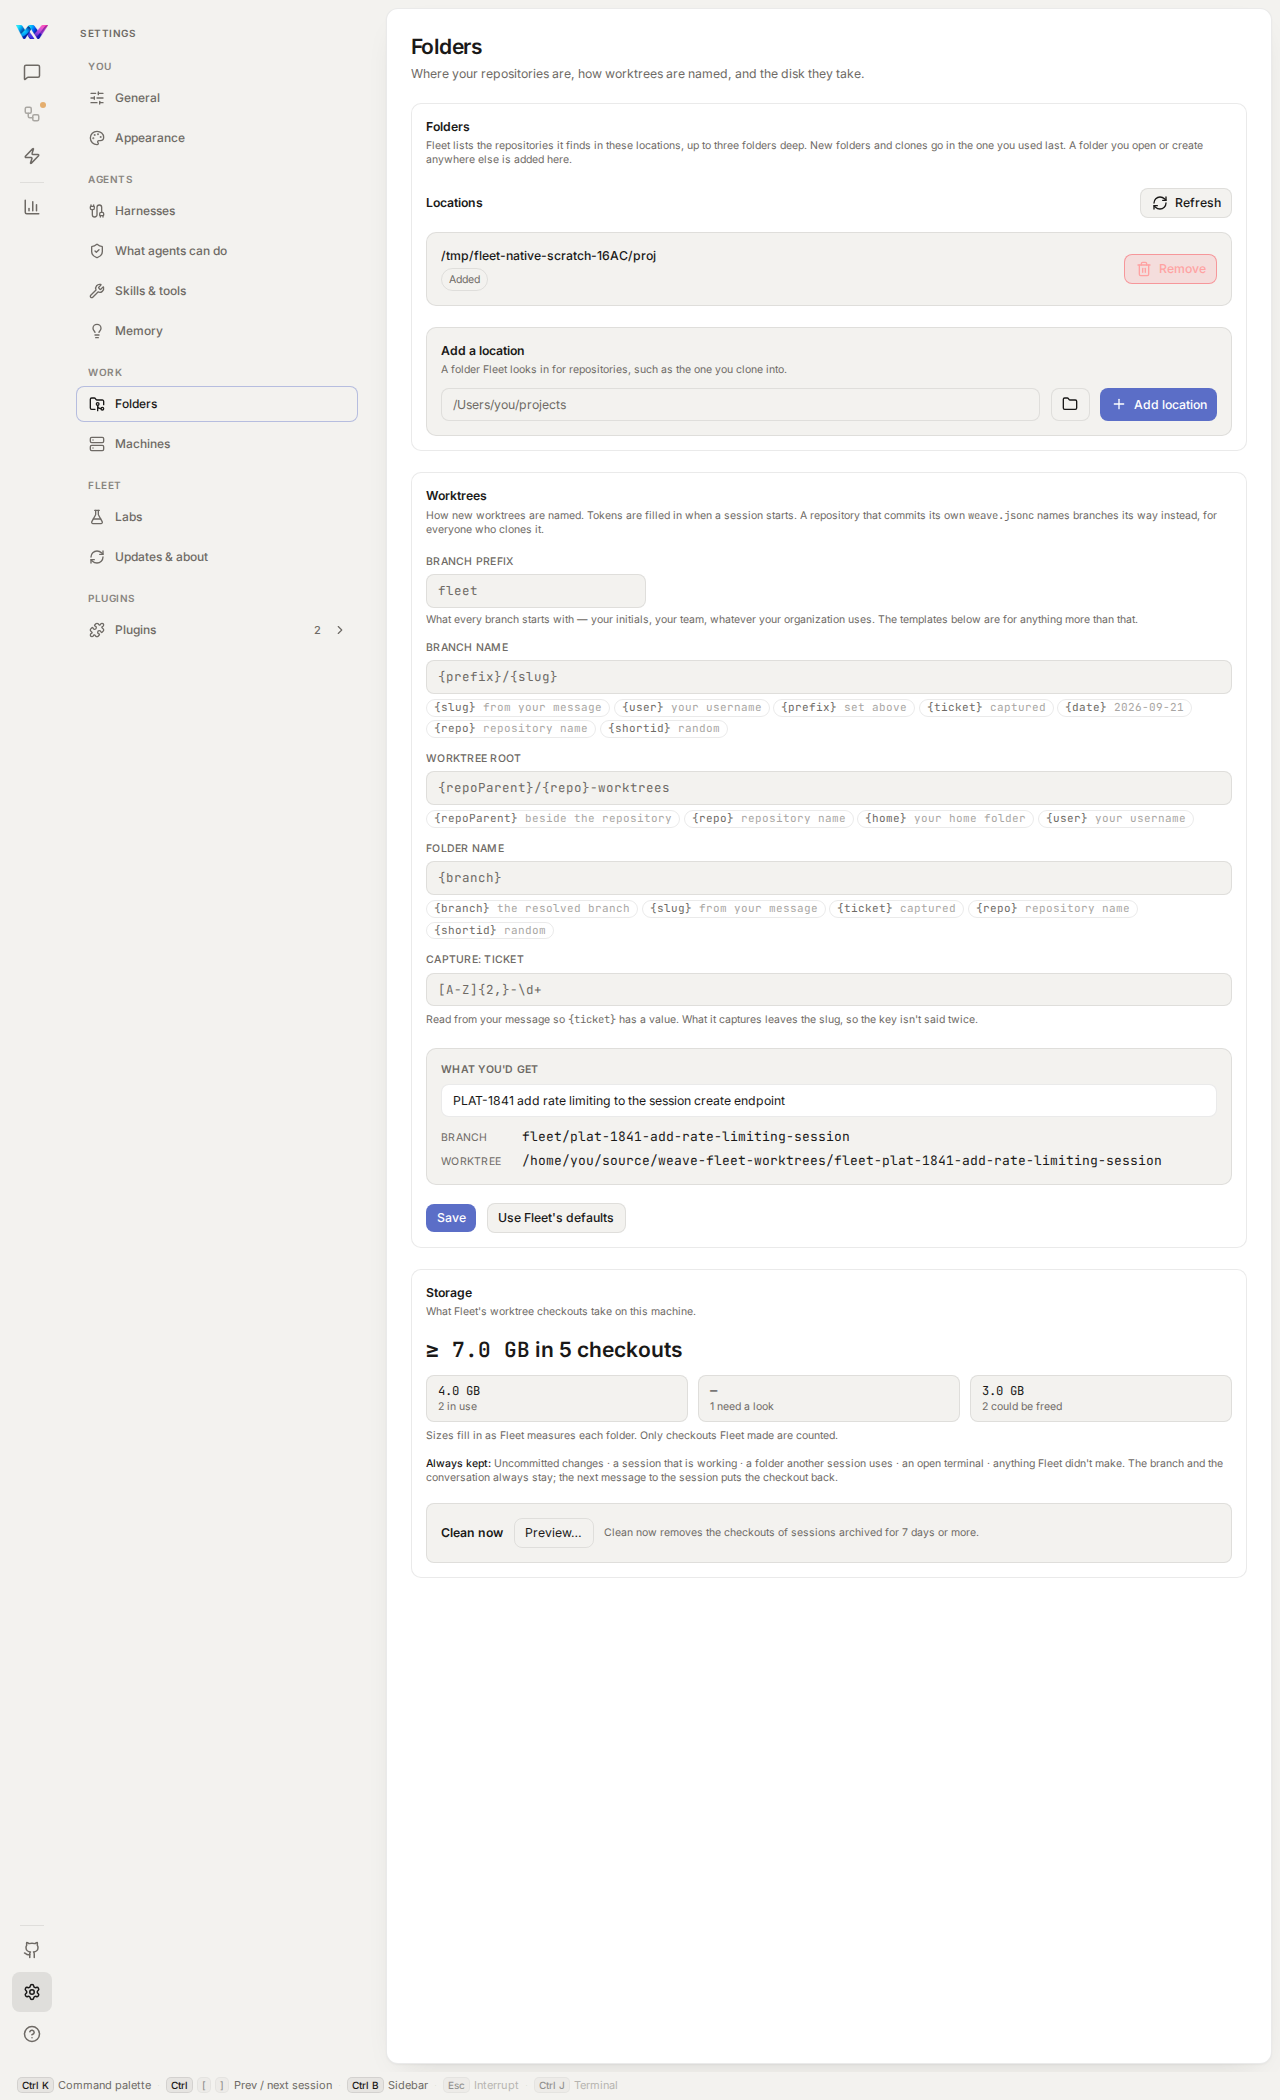 SETTINGS
YOU
General
Appearance
AGENTS
Harnesses
What agents can do
Skills & tools
Memory
WORK
Folders
Machines
FLEET
Labs
Updates & about
PLUGINS
Plugins 2
Folders
Where your repositories are, how worktrees are named, and the disk they take.
Folders
Fleet lists the repositories it finds in these locations, up to three folders deep. New folders and clones go in the one you used last. A folder you open or create
anywhere else is added here.
Locations
Refresh
/tmp/fleet-native-scratch-16AC/proj
Added
Remove
Add a location
A folder Fleet looks in for repositories, such as the one you clone into.
/Users/you/projects
Add location
Worktrees
How new worktrees are named. Tokens are filled in when a session starts. A repository that commits its own weave.jsonc names branches its way instead, for
everyone who clones it.
BRANCH PREFIX
fleet
What every branch starts with — your initials, your team, whatever your organization uses. The templates below are for anything more than that.
BRANCH NAME
{prefix}/{slug}
{slug} from your message {user} your username {prefix} set above {ticket} captured {date} 2026-09-21
{repo} repository name {shortid} random
WORKTREE ROOT
{repoParent}/{repo}-worktrees
{repoParent} beside the repository {repo} repository name {home} your home folder {user} your username
FOLDER NAME
{branch}
{branch} the resolved branch {slug} from your message {ticket} captured {repo} repository name
{shortid} random
CAPTURE: TICKET
[A-Z]{2,}-\d+
Read from your message so {ticket} has a value. What it captures leaves the slug, so the key isn't said twice.
WHAT YOU'D GET
PLAT-1841 add rate limiting to the session create endpoint
BRANCH fleet/plat-1841-add-rate-limiting-session
WORKTREE /home/you/source/weave-fleet-worktrees/fleet-plat-1841-add-rate-limiting-session
Save
Use Fleet's defaults
Storage
What Fleet's worktree checkouts take on this machine.
≥ 7.0 GB in 5 checkouts
4.0 GB
2 in use
—
1 need a look
3.0 GB
2 could be freed
Sizes fill in as Fleet measures each folder. Only checkouts Fleet made are counted.
Always kept: Uncommitted changes · a session that is working · a folder another session uses · an open terminal · anything Fleet didn't make. The branch and the
conversation always stay; the next message to the session puts the checkout back.
Clean now Preview... Clean now removes the checkouts of sessions archived for 7 days or more.
Ctrl K Command palette Ctrl [ ] Prev / next session Ctrl B Sidebar Esc Interrupt Ctrl J Terminal